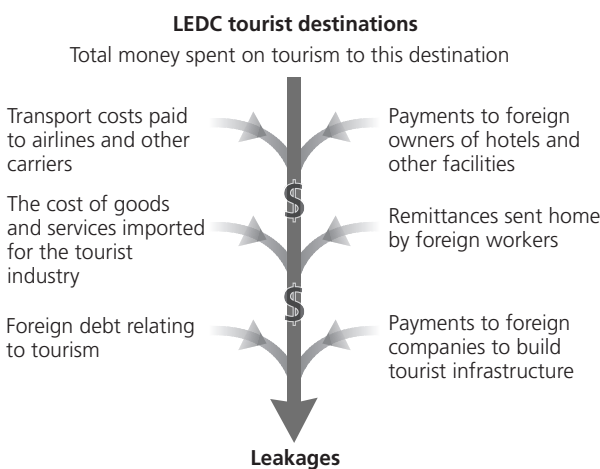 LEDC tourist destinations
Total money spent on tourism to this destination
Transport costs paid
to airlines and other
carriers
Payments to foreign
owners of hotels and
other facilities
$
The cost of goods
and services imported
for the tourist
industry
Remittances sent home
by foreign workers
$
Foreign debt relating
to tourism
Payments to foreign
companies to build
tourist infrastructure
Leakages